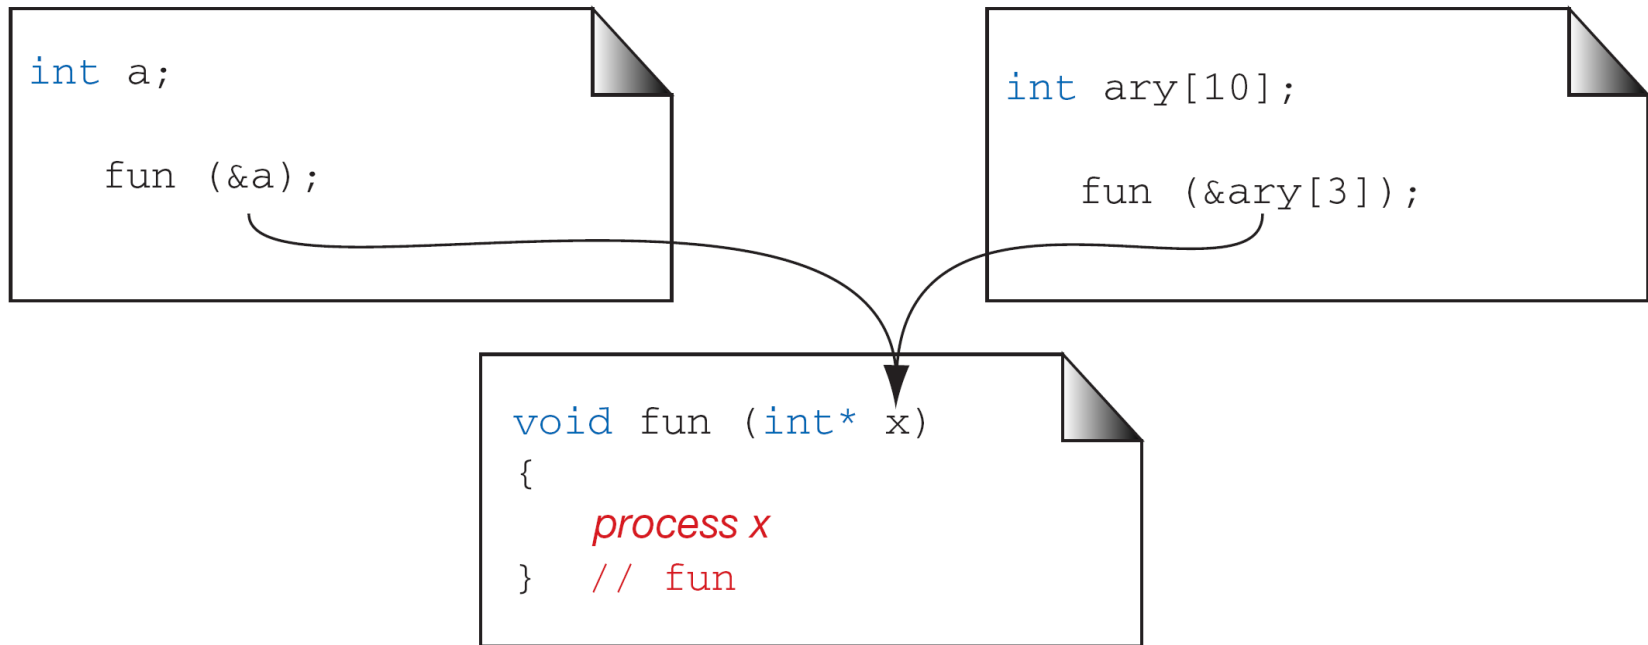 int a;
fun (&a);
int ary[10];
fun (&ary[3]);
void fun (int* x)
{
process x
} // fun